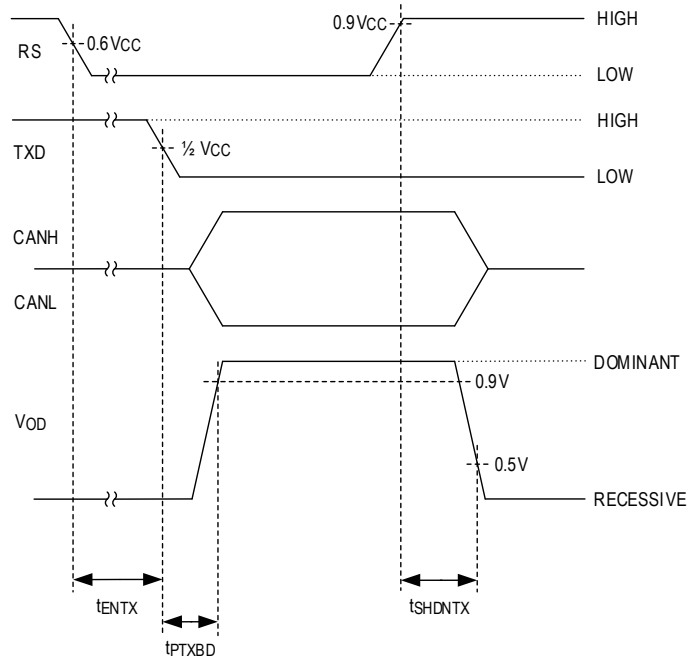 RS
0.6VCC
0.9VCC
HIGH
LOW
TXD
½ VCC
HIGH
LOW
CANH
CANL
VOD
DOMINANT
0.9V
0.5V
RECESSIVE
tENTX
tPTXBD
tSHDNTX